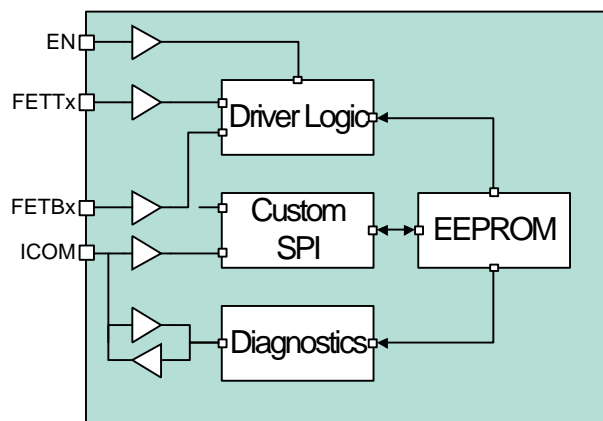 EN
FETTx
Driver Logic
FETBx
Custom
SPI
EEPROM
ICOM
Diagnostics